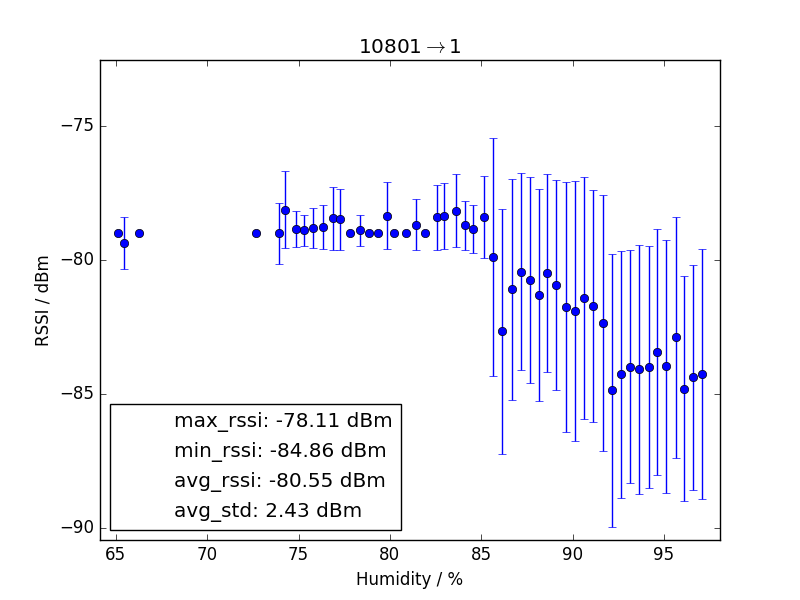 10801→1
−75
−80
−85
−90
RSSI / dBm
max_rssi: -78.11 dBm
min_rssi: -84.86 dBm
avg_rssi: -80.55 dBm
avg_std: 2.43 dBm
65 70 75 80 85 90 95
Humidity / %